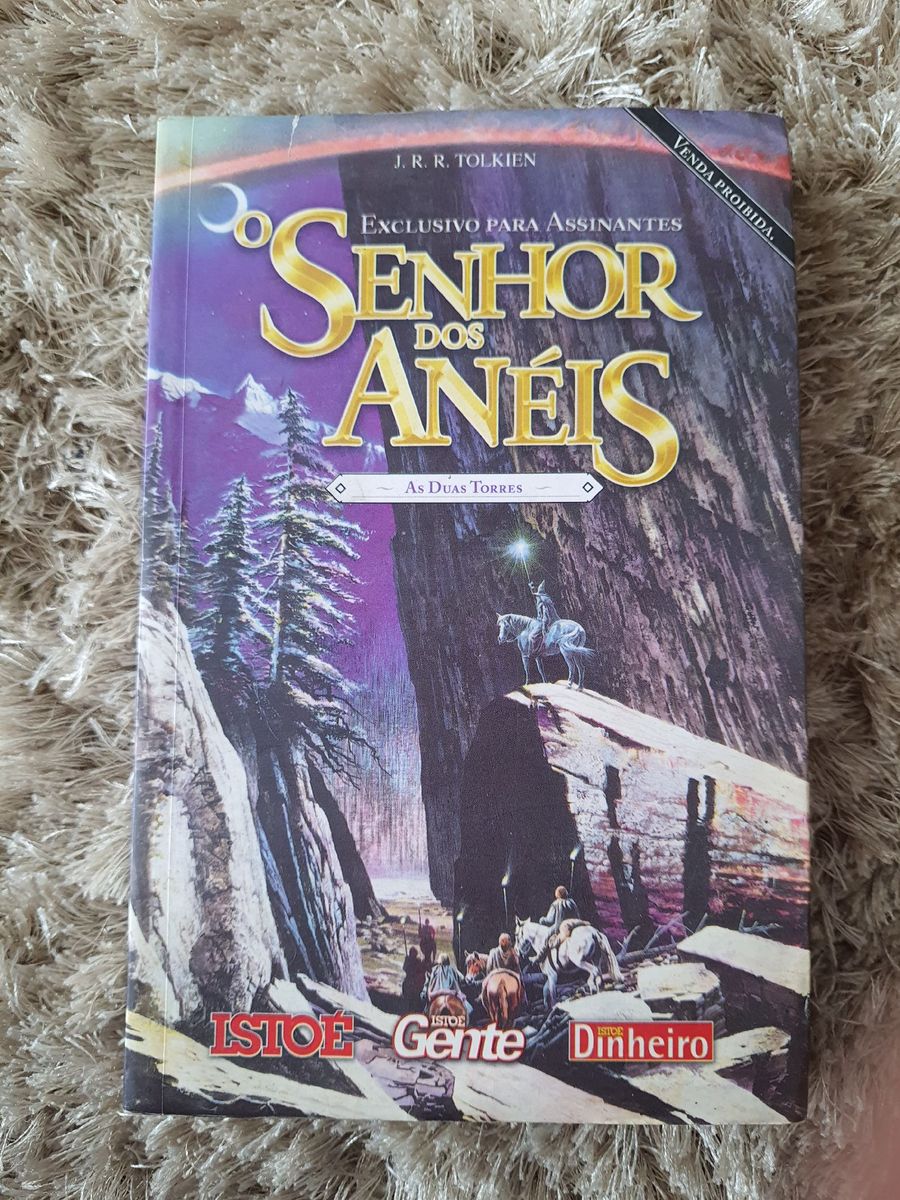 J. R. R. TOLKIEN
VENDA PROIBIDA.
EXCLUSIVO PARA ASSINANTES
O SENHOR
DOS
ANÉIS
AS DUAS TORRES
ISTOÉ
ISTOÉ
Gente
ISTOÉ
Dinheiro